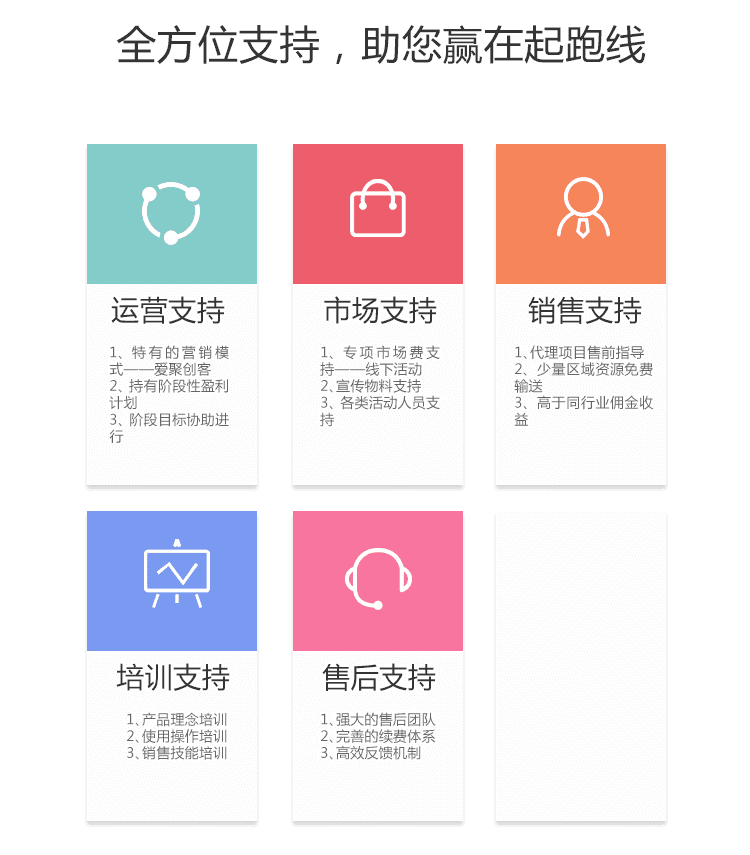 全方位支持，助您赢在起跑线
运营支持
1、特有的营销模
式——爱聚创客
2、持有阶段性盈利
计划
3、阶段目标协助进
行
市场支持
1、专项市场费支
持——线下活动
2、宣传物料支持
3、各类活动人员支
持
销售支持
1、代理项目售前指导
2、少量区域资源免费
输送
3、高于同行业佣金收
益
培训支持
1、产品理念培训
2、使用操作培训
3、销售技能培训
售后支持
1、强大的售后团队
2、完善的续费体系
3、高效反馈机制